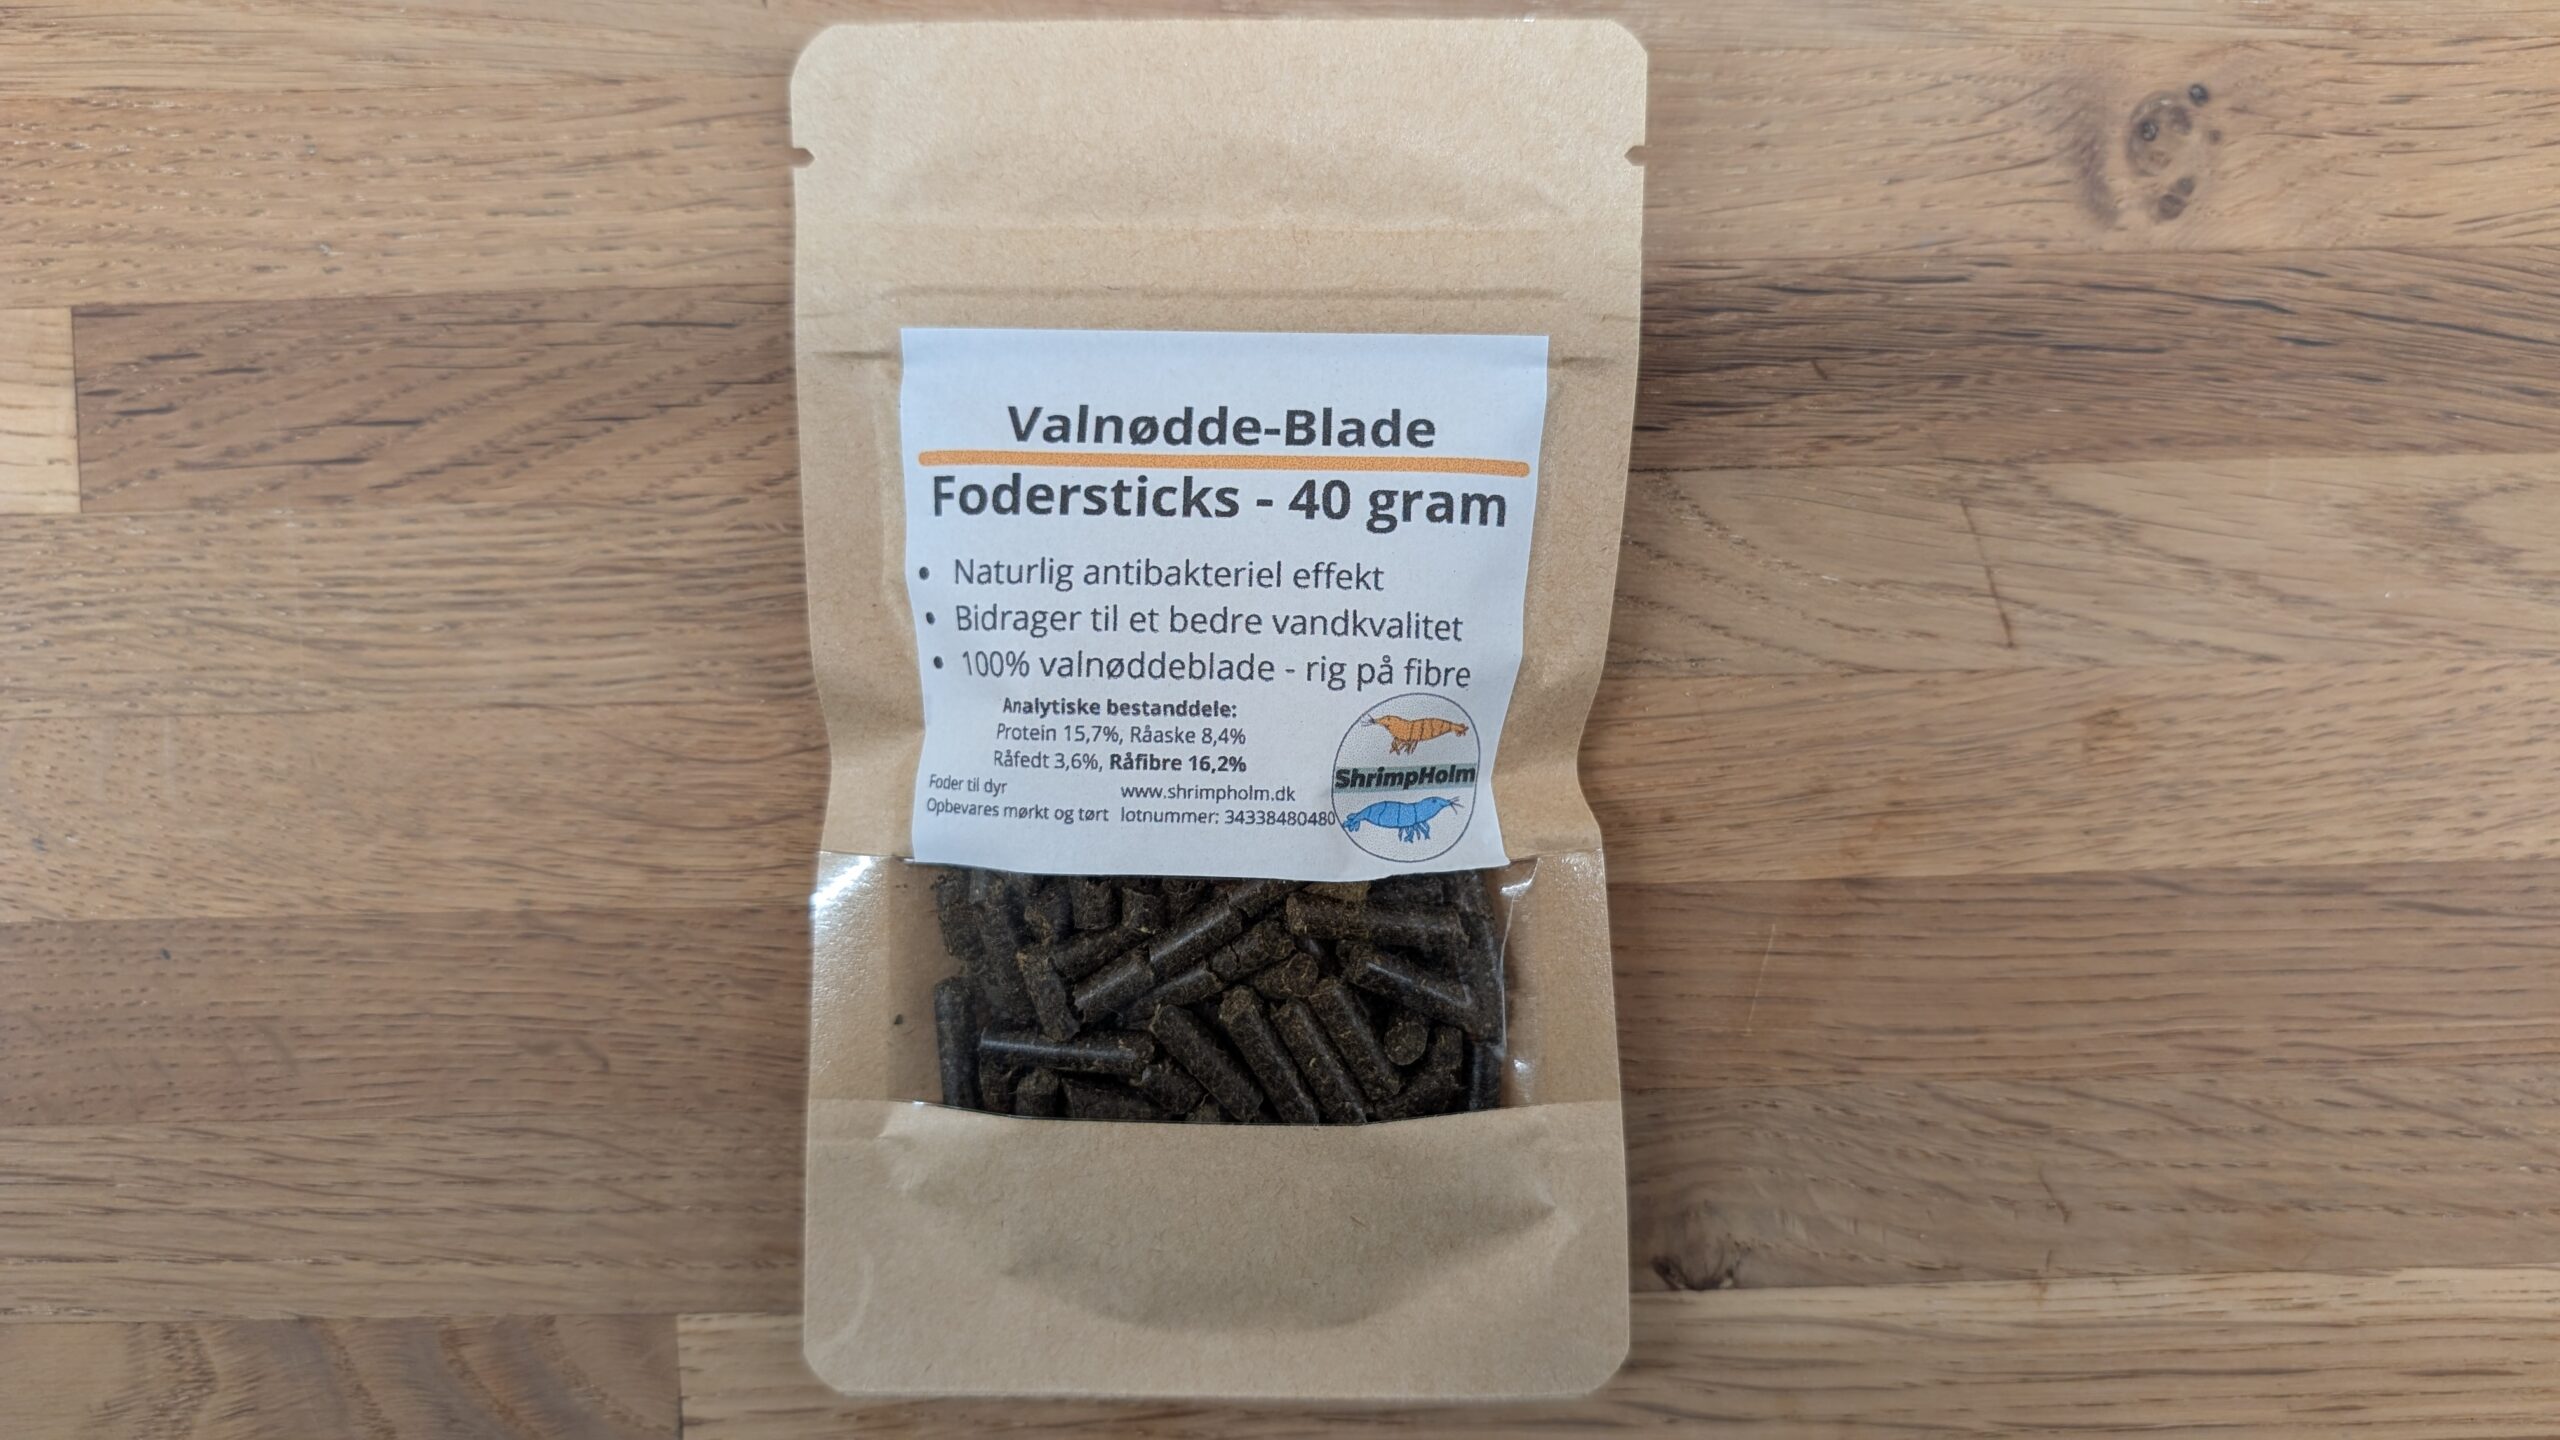 Valnødde-Blade
Fodersticks - 40 gram
• Naturlig antibakteriel effekt
• Bidrager til et bedre vandkvalitet
• 100% valnøddeblade - rig på fibre
Analytiske bestanddele:
Protein 15,7%, Råaske 8,4%
Råfedt 3,6%, Råfibre 16,2%
Foder til dyr www.shrimpholm.dk
Opbevares mørkt og tørt lotnummer: 34338480480
ShrimpHolm